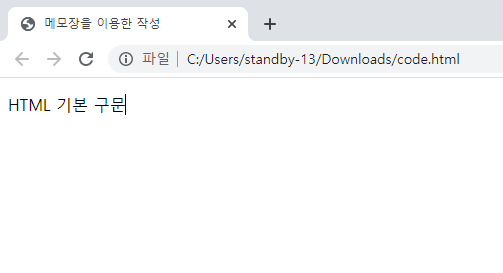 메모장을 이용한 작성
파일 C:/Users/standby-13/Downloads/code.html
HTML 기본 구문